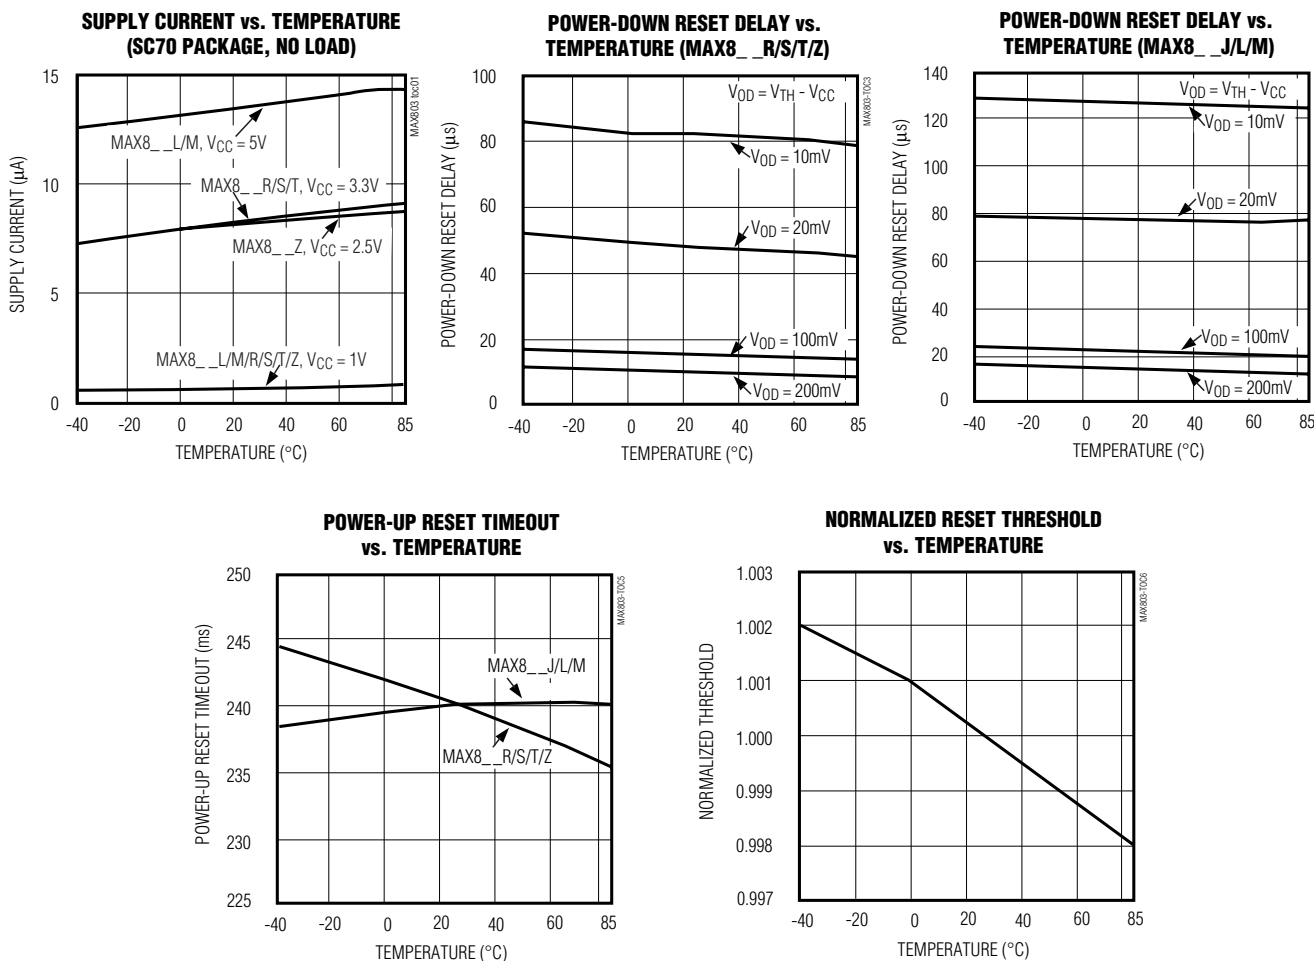 SUPPLY CURRENT vs. TEMPERATURE
(SC70 PACKAGE, NO LOAD)
15
10
5
0
SUPPLY CURRENT (μA)
MAX8_ _L/M, VCC = 5V
MAX8_ _R/S/T, VCC = 3.3V
MAX8_ _Z, VCC = 2.5V
MAX8_ _L/M/R/S/T/Z, VCC = 1V
MAX803 toc01
-40 -20 0 20 40 60 85
TEMPERATURE (°C)
POWER-DOWN RESET DELAY vs.
TEMPERATURE (MAX8_ _R/S/T/Z)
100
80
60
40
20
0
POWER-DOWN RESET DELAY (μs)
VOD = VTH - VCC
VOD = 10mV
VOD = 20mV
VOD = 100mV
VOD = 200mV
MAX803-TOC3
-40 -20 0 20 40 60 85
TEMPERATURE (°C)
POWER-DOWN RESET DELAY vs.
TEMPERATURE (MAX8_ _J/L/M)
140
120
100
80
60
40
20
0
POWER-DOWN RESET DELAY (μs)
VOD = VTH - VCC
VOD = 10mV
VOD = 20mV
VOD = 100mV
VOD = 200mV
-40 -20 0 20 40 60 85
TEMPERATURE (°C)
POWER-UP RESET TIMEOUT
vs. TEMPERATURE
250
245
240
235
230
225
POWER-UP RESET TIMEOUT (ms)
MAX8_ _J/L/M
MAX8_ _R/S/T/Z
MAX803-TOC5
-40 -20 0 20 40 60 85
TEMPERATURE (°C)
NORMALIZED RESET THRESHOLD
vs. TEMPERATURE
1.003
1.002
1.001
1.000
0.999
0.998
0.997
NORMALIZED THRESHOLD
MAX803-TOC6
-40 -20 0 20 40 60 85
TEMPERATURE (°C)